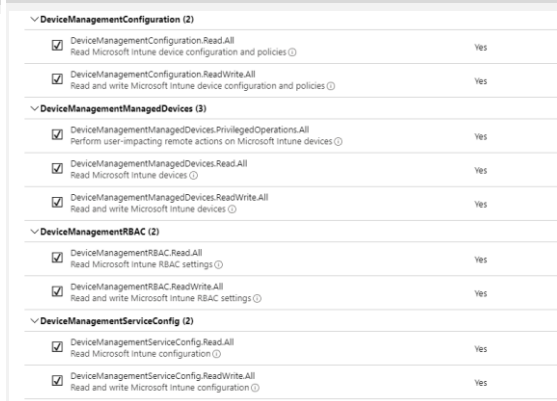 DeviceManagementConfiguration (2)
DeviceManagementConfiguration.Read.All
Read Microsoft Intune device configuration and policies
Yes
DeviceManagementConfiguration.ReadWrite.All
Read and write Microsoft Intune device configuration and policies
Yes
DeviceManagementManagedDevices (3)
DeviceManagementManagedDevices.PrivilegedOperations.All
Perform user-impacting remote actions on Microsoft Intune devices
Yes
DeviceManagementManagedDevices.Read.All
Read Microsoft Intune devices
Yes
DeviceManagementManagedDevices.ReadWrite.All
Read and write Microsoft Intune devices
Yes
DeviceManagementRBAC (2)
DeviceManagementRBAC.Read.All
Read Microsoft Intune RBAC settings
Yes
DeviceManagementRBAC.ReadWrite.All
Read and write Microsoft Intune RBAC settings
Yes
DeviceManagementServiceConfig (2)
DeviceManagementServiceConfig.Read.All
Read Microsoft Intune configuration
Yes
DeviceManagementServiceConfig.ReadWrite.All
Read and write Microsoft Intune configuration
Yes